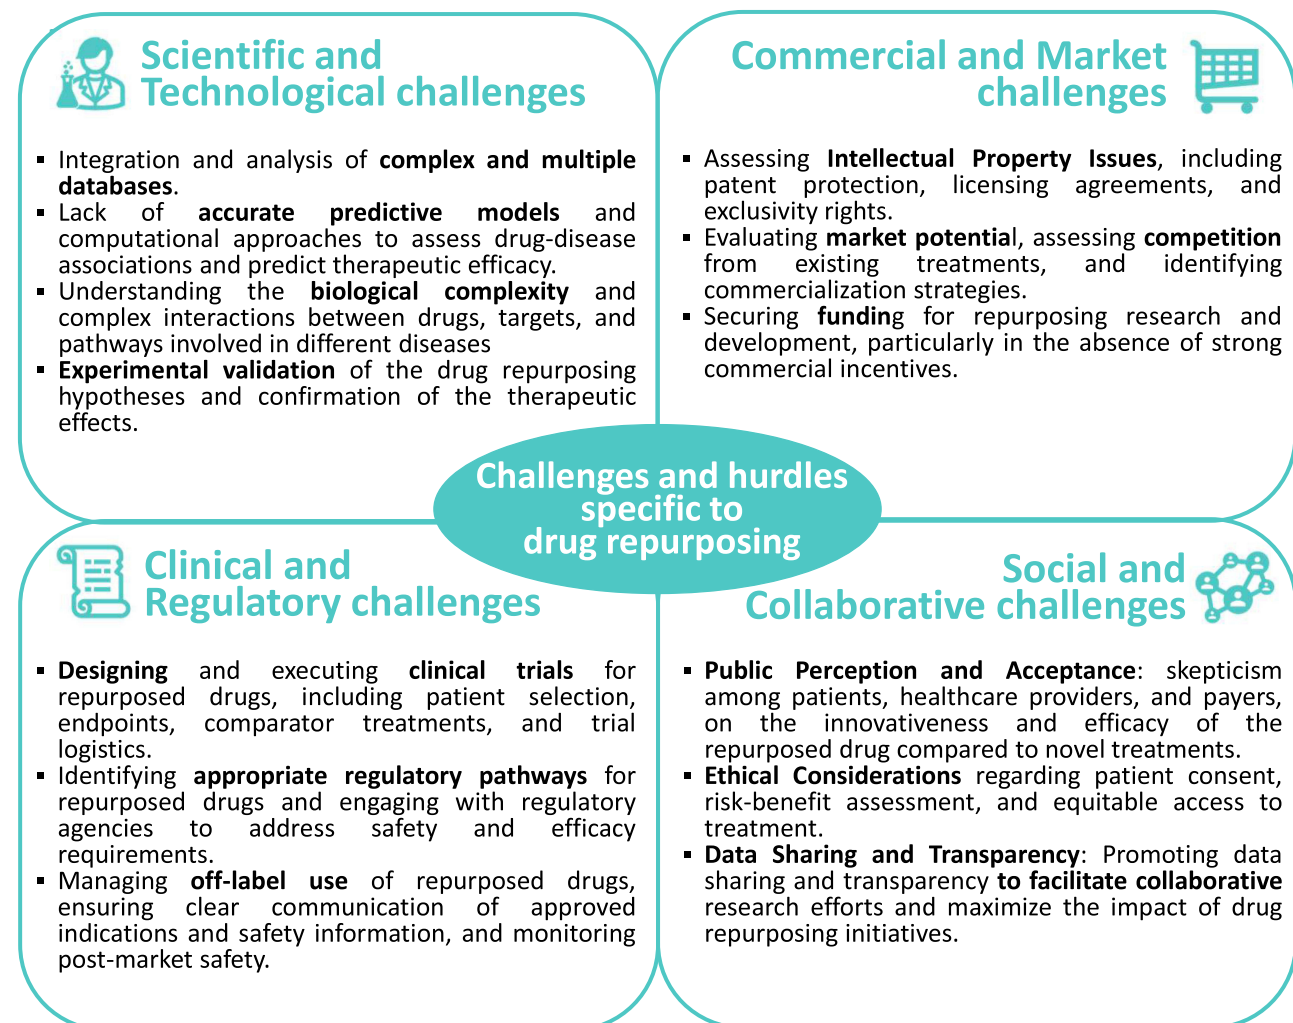 Scientific and
Technological challenges
▪ Integration and analysis of complex and multiple
databases.
▪ Lack of accurate predictive models and
computational approaches to assess drug-disease
associations and predict therapeutic efficacy.
▪ Understanding the biological complexity and
complex interactions between drugs, targets, and
pathways involved in different diseases
▪ Experimental validation of the drug repurposing
hypotheses and confirmation of the therapeutic
effects.
Commercial and Market
challenges
▪ Assessing Intellectual Property Issues, including
patent protection, licensing agreements, and
exclusivity rights.
▪ Evaluating market potential, assessing competition
from existing treatments, and identifying
commercialization strategies.
▪ Securing funding for repurposing research and
development, particularly in the absence of strong
commercial incentives.
Challenges and hurdles
specific to
drug repurposing
Clinical and
Regulatory challenges
▪ Designing and executing clinical trials for
repurposed drugs, including patient selection,
endpoints, comparator treatments, and trial
logistics.
▪ Identifying appropriate regulatory pathways for
repurposed drugs and engaging with regulatory
agencies to address safety and efficacy
requirements.
▪ Managing off-label use of repurposed drugs,
ensuring clear communication of approved
indications and safety information, and monitoring
post-market safety.
Social and
Collaborative challenges
▪ Public Perception and Acceptance: skepticism
among patients, healthcare providers, and payers,
on the innovativeness and efficacy of the
repurposed drug compared to novel treatments.
▪ Ethical Considerations regarding patient consent,
risk-benefit assessment, and equitable access to
treatment.
▪ Data Sharing and Transparency: Promoting data
sharing and transparency to facilitate collaborative
research efforts and maximize the impact of drug
repurposing initiatives.